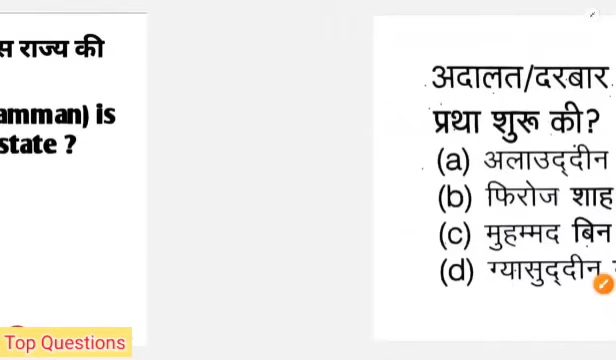 स राज्य की
amman) is
state ?
Top Questions
अदालत/दरबार
प्रथा शुरू की?
(a) अलाउद्दीन
(b) फिरोज शाह
(c) मुहम्मद बिन
(d) ग्यासुद्दीन